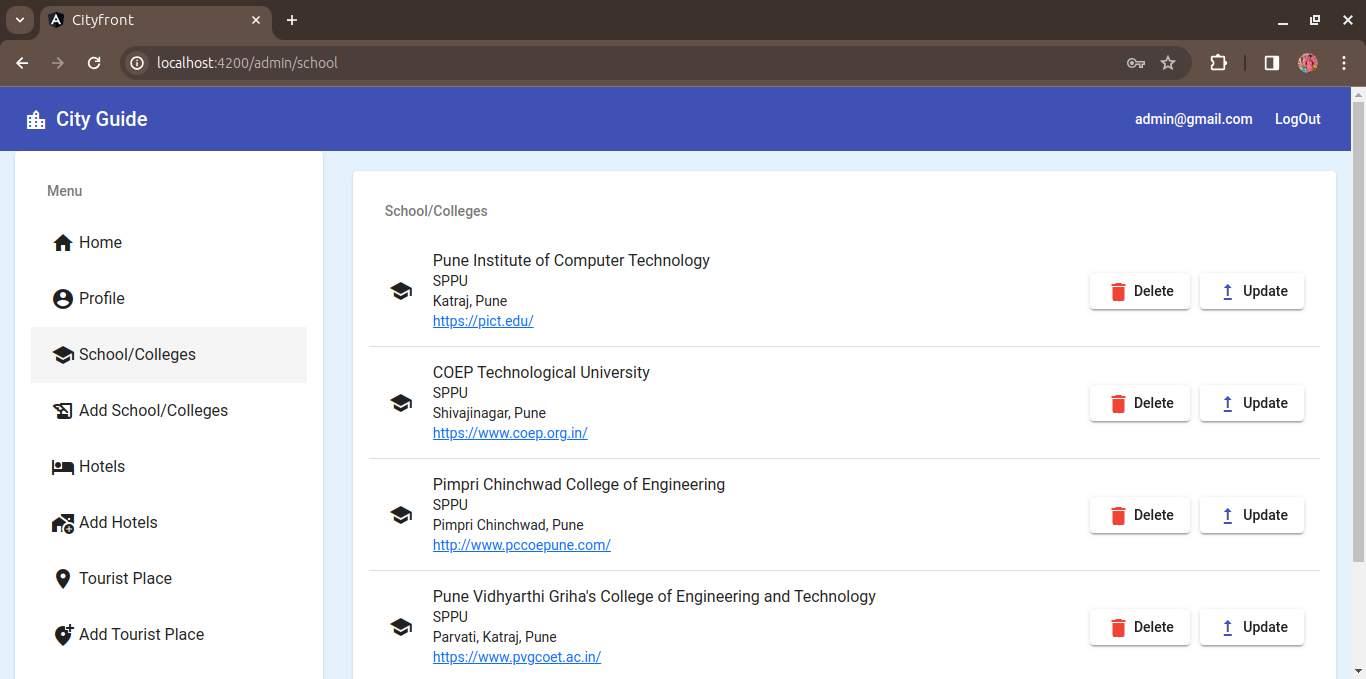 Cityfront
localhost:4200/admin/school
City Guide
admin@gmail.com LogOut
Menu
Home
Profile
School/Colleges
Add School/Colleges
Hotels
Add Hotels
Tourist Place
Add Tourist Place
School/Colleges
Pune Institute of Computer Technology
SPPU
Katraj, Pune
https://pict.edu/
Delete Update
COEP Technological University
SPPU
Shivajinagar, Pune
https://www.coep.org.in/
Delete Update
Pimpri Chinchwad College of Engineering
SPPU
Pimpri Chinchwad, Pune
http://www.pccoepune.com/
Delete Update
Pune Vidhyarthi Griha's College of Engineering and Technology
SPPU
Parvati, Katraj, Pune
https://www.pvgcoet.ac.in/
Delete Update